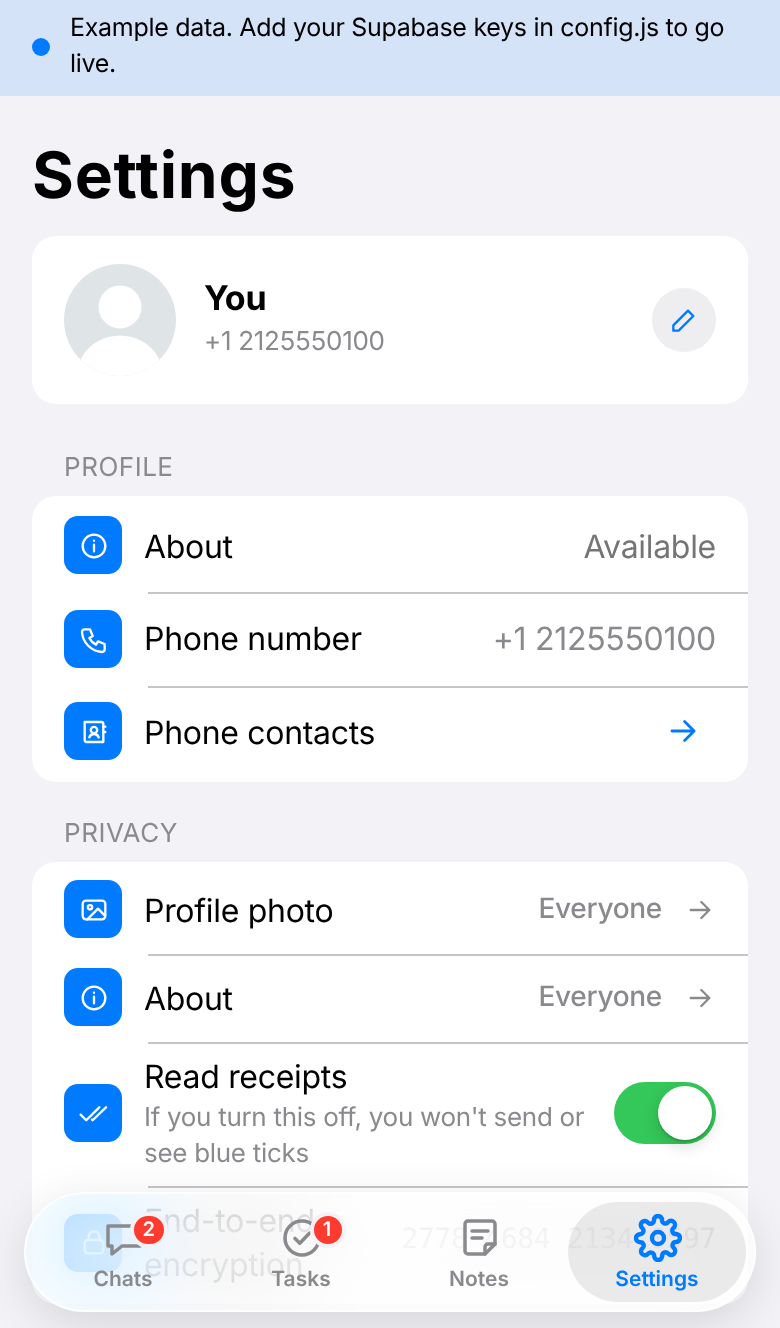 Example data. Add your Supabase keys in config.js to go
live.
Settings
You
+1 2125550100
PROFILE
About
Available
Phone number
+1 2125550100
Phone contacts
PRIVACY
Profile photo
Everyone
About
Everyone
Read receipts
If you turn this off, you won't send or
see blue ticks
End-to-end
encryption
2
Chats
1
Tasks
Notes
Settings